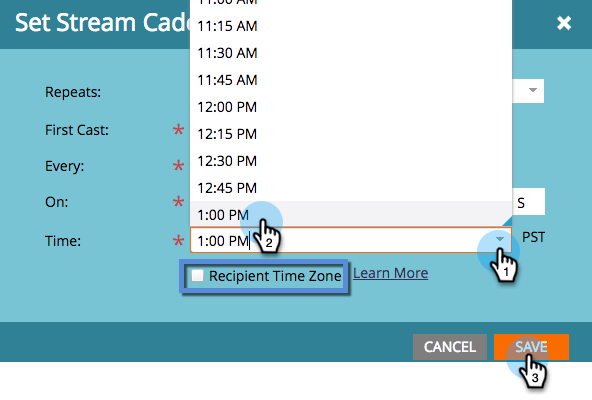 Set Stream Cade
11:00 AM
11:15 AM
11:30 AM
11:45 AM
12:00 PM
12:15 PM
12:30 PM
12:45 PM
1:00 PM
2
Repeats:
First Cast: *
Every: *
On: * S
Time: * 1:00 PM PST
1
Recipient Time Zone Learn More
CANCEL SAVE
3